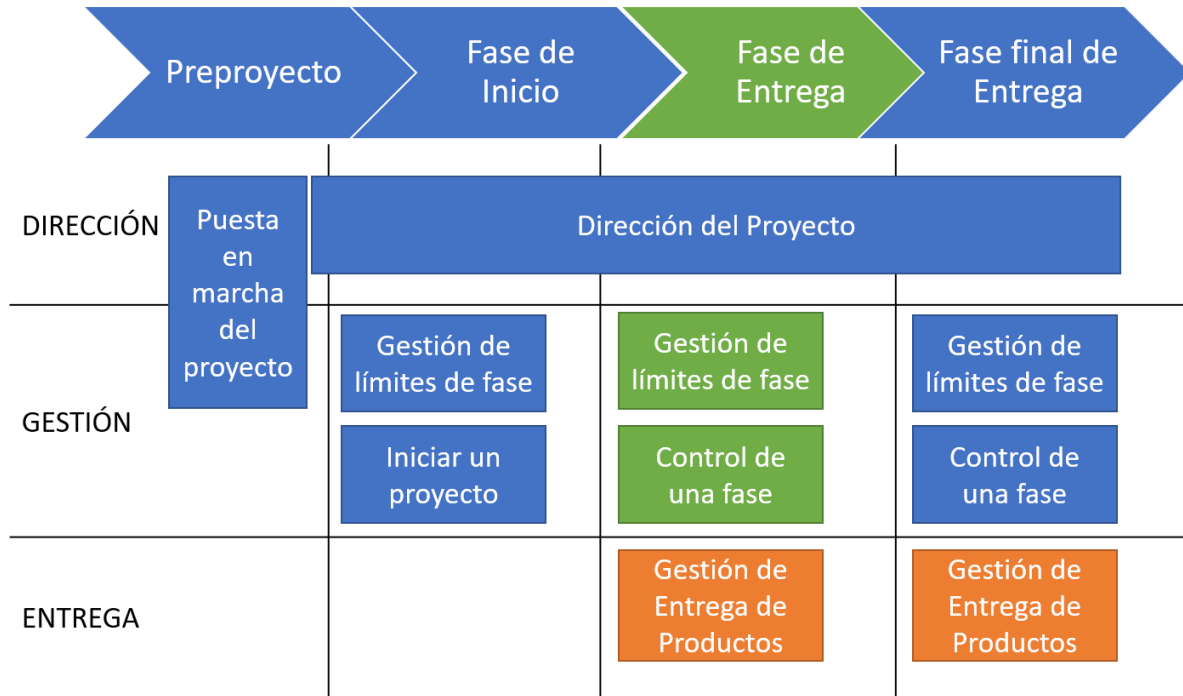 Preproyecto
Fase de
Inicio
Fase de
Entrega
Fase final de
Entrega
DIRECCIÓN
Puesta
en
marcha
del
proyecto
Dirección del Proyecto
GESTIÓN
Gestión de
límites de fase
Gestión de
límites de fase
Gestión de
límites de fase
Iniciar un
proyecto
Control de
una fase
Control de
una fase
ENTREGA
Gestión de
Entrega de
Productos
Gestión de
Entrega de
Productos